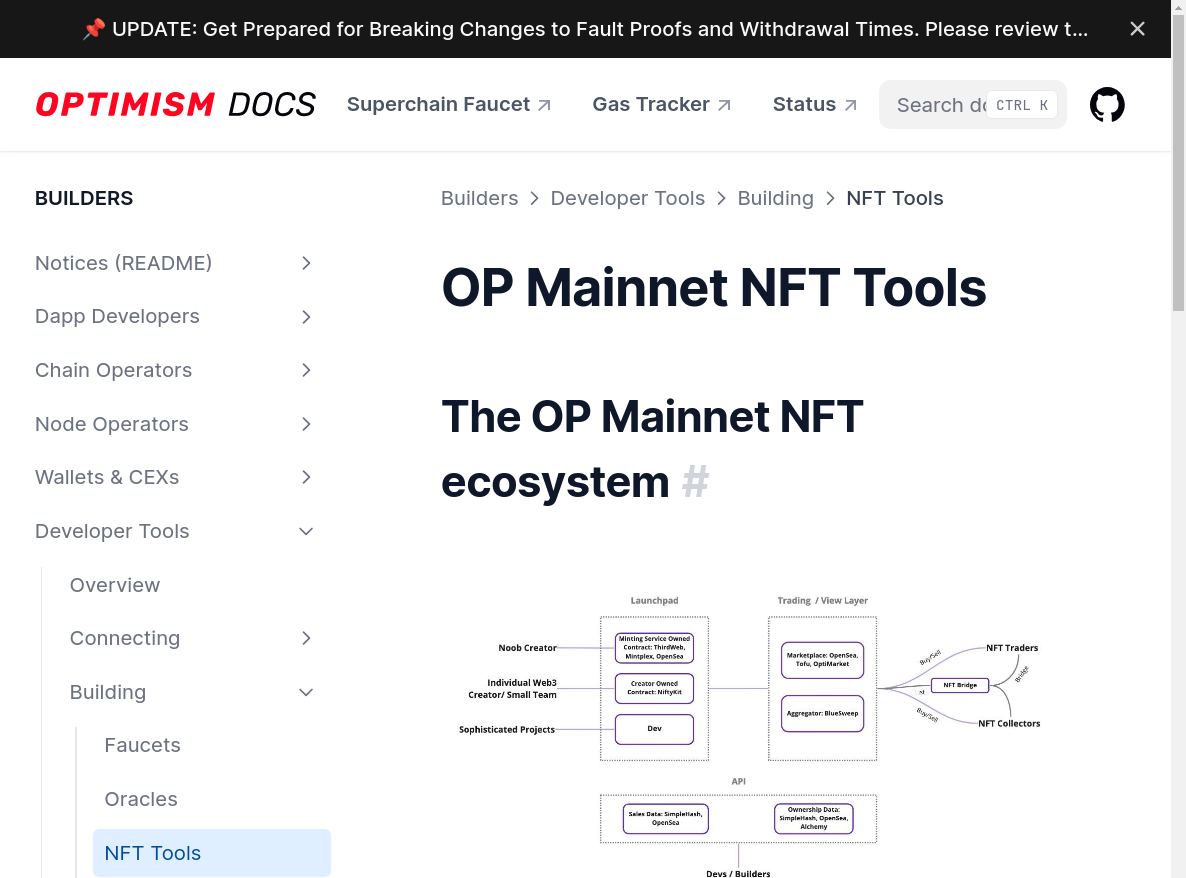 📌 UPDATE: Get Prepared for Breaking Changes to Fault Proofs and Withdrawal Times. Please review t...
OPTIMISM DOCS
Superchain Faucet
Gas Tracker
Status
Search do
CTRL K
BUILDERS
Notices (README)
Dapp Developers
Chain Operators
Node Operators
Wallets & CEXs
Developer Tools
Overview
Connecting
Building
Faucets
Oracles
NFT Tools
Builders > Developer Tools > Building > NFT Tools
OP Mainnet NFT Tools
The OP Mainnet NFT
ecosystem #
Launchpad
Trading / View Layer
Noob Creator
Minting Service Owned
Contract: ThirdWeb,
Mintplex, OpenSea
Individual Web3
Creator/ Small Team
Creator Owned
Contract: NiftyKit
Sophisticated Projects
Dev
Marketplace: OpenSea,
Tofu, OptiMarket
Aggregator: BlueSweep
Buy/Sell
NFT Traders
NFT Bridge
Bridge
Buy/Sell
NFT Collectors
API
Sales Data: SimpleHash,
OpenSea
Ownership Data:
SimpleHash, OpenSea,
Alchemy
Devs / Builders